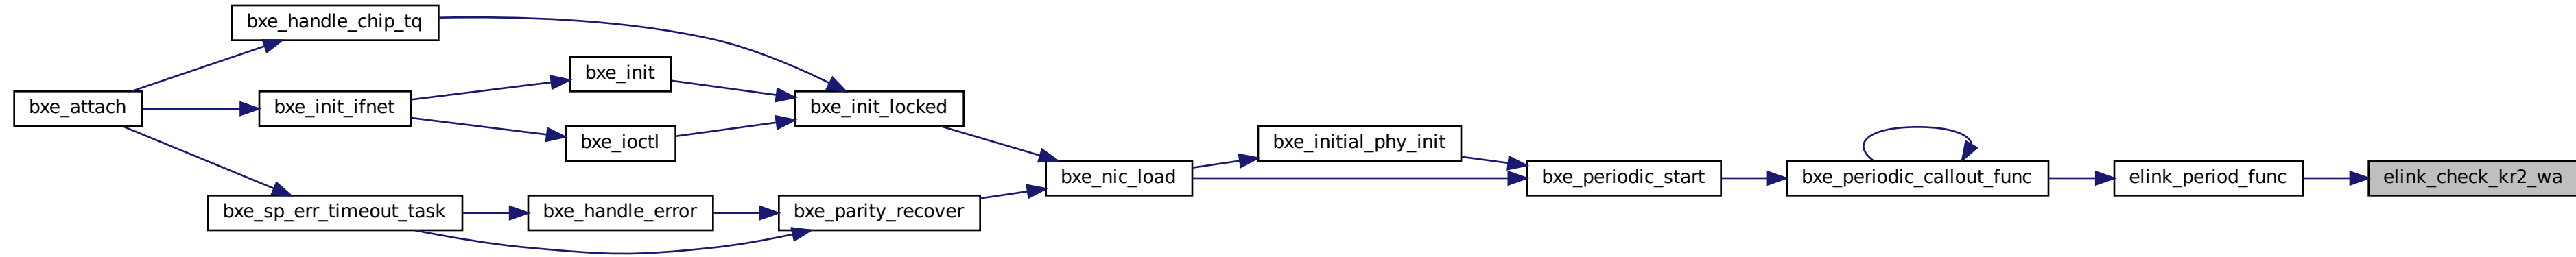 bxe_handle_chip_tq
bxe_init
bxe_attach
bxe_init_ifnet
bxe_init_locked
bxe_ioctl
bxe_initial_phy_init
bxe_nic_load
bxe_periodic_start
bxe_periodic_callout_func
elink_period_func
elink_check_kr2_wa
bxe_sp_err_timeout_task
bxe_handle_error
bxe_parity_recover